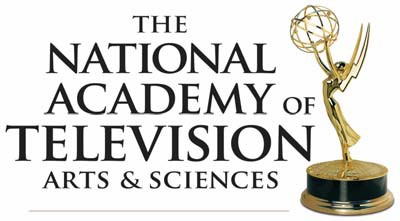 THE
NATIONAL
ACADEMY OF
TELEVISION
ARTS & SCIENCES